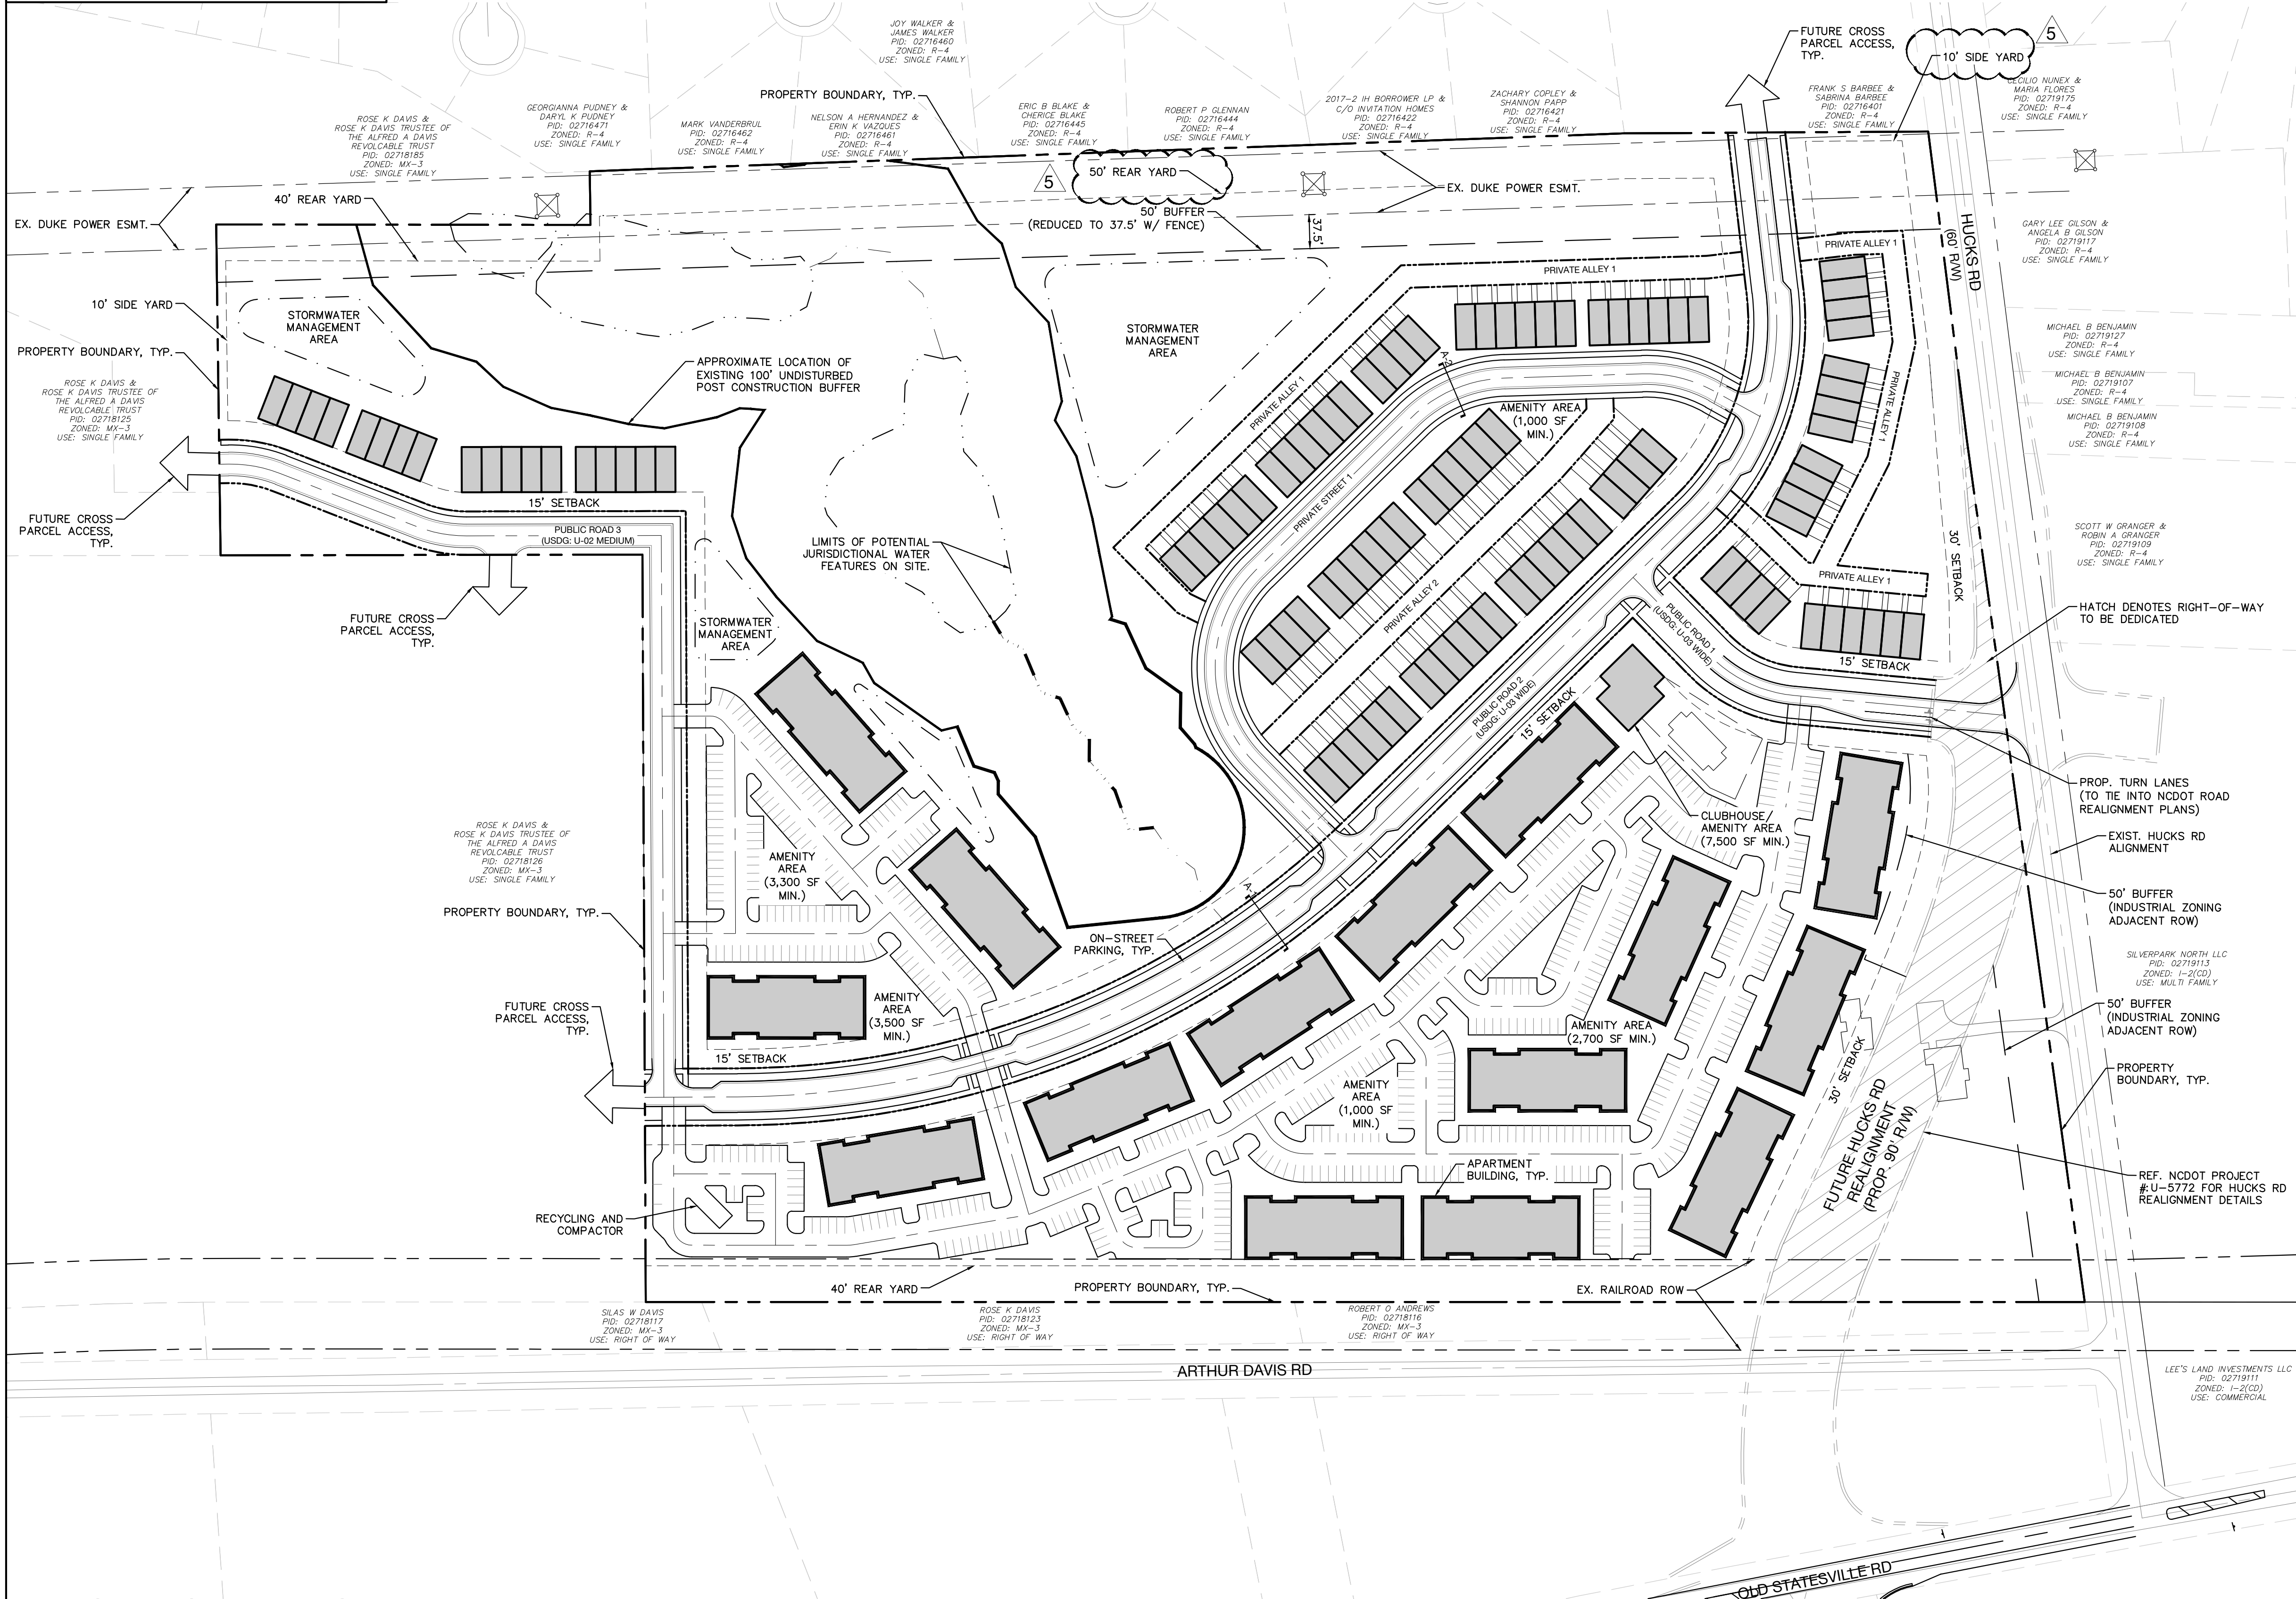 JOY WALKER &
JAMES WALKER
PID: 02716460
ZONED: R-4
USE: SINGLE FAMILY
FUTURE CROSS
PARCEL ACCESS,
TYP.
5
10' SIDE YARD
PROPERTY BOUNDARY, TYP.
ROSE K DAVIS &
ROSE K DAVIS TRUSTEE OF
THE ALFRED A DAVIS
REVOLCABLE TRUST
PID: 02718185
ZONED: MX-3
USE: SINGLE FAMILY
GEORGIANNA PUDNEY &
DARYL K PUDNEY
PID: 02716471
ZONED: R-4
USE: SINGLE FAMILY
MARK VANDERBRUL
PID: 02716462
ZONED: R-4
USE: SINGLE FAMILY
NELSON A HERNANDEZ &
ERIN K VAZQUES
PID: 02716461
ZONED: R-4
USE: SINGLE FAMILY
ERIC B BLAKE &
CHERICE BLAKE
PID: 02716445
ZONED: R-4
USE: SINGLE FAMILY
ROBERT P GLENNAN
PID: 02716444
ZONED: R-4
USE: SINGLE FAMILY
2017-2 IH BORROWER LP &
C/O INVITATION HOMES
PID: 02716422
ZONED: R-4
USE: SINGLE FAMILY
ZACHARY COPLEY &
SHANNON PAPP
PID: 02716421
ZONED: R-4
USE: SINGLE FAMILY
FRANK S BARBEE &
SABRINA BARBEE
PID: 02716401
ZONED: R-4
USE: SINGLE FAMILY
CECILIO NUNEX &
MARIA FLORES
PID: 02719175
ZONED: R-4
USE: SINGLE FAMILY
5
50' REAR YARD
EX. DUKE POWER ESMT.
40' REAR YARD
EX. DUKE POWER ESMT.
50' BUFFER
(REDUCED TO 37.5' W/ FENCE)
37.5'
HUCKS RD
(60' R/W)
GARY LEE GILSON &
ANGELA B GILSON
PID: 02719117
ZONED: R-4
USE: SINGLE FAMILY
PRIVATE ALLEY 1
PRIVATE ALLEY 1
10' SIDE YARD
STORMWATER
MANAGEMENT
AREA
STORMWATER
MANAGEMENT
AREA
PROPERTY BOUNDARY, TYP.
APPROXIMATE LOCATION OF
EXISTING 100' UNDISTURBED
POST CONSTRUCTION BUFFER
MICHAEL B BENJAMIN
PID: 02719127
ZONED: R-4
USE: SINGLE FAMILY
MICHAEL B BENJAMIN
PID: 02719107
ZONED: R-4
USE: SINGLE FAMILY
MICHAEL B BENJAMIN
PID: 02719108
ZONED: R-4
USE: SINGLE FAMILY
ROSE K DAVIS &
ROSE K DAVIS TRUSTEE OF
THE ALFRED A DAVIS
REVOLCABLE TRUST
PID: 02718125
ZONED: MX-3
USE: SINGLE FAMILY
A-2
PRIVATE ALLEY 1
PRIVATE ALLEY 1
AMENITY AREA
(1,000 SF
MIN.)
PRIVATE STREET 1
15' SETBACK
FUTURE CROSS
PARCEL ACCESS,
TYP.
PUBLIC ROAD 3
(USDG: U-02 MEDIUM)
LIMITS OF POTENTIAL
JURISDICTIONAL WATER
FEATURES ON SITE.
SCOTT W GRANGER &
ROBIN A GRANGER
PID: 02719109
ZONED: R-4
USE: SINGLE FAMILY
30' SETBACK
PRIVATE ALLEY 1
PRIVATE ALLEY 2
FUTURE CROSS
PARCEL ACCESS,
TYP.
STORMWATER
MANAGEMENT
AREA
HATCH DENOTES RIGHT-OF-WAY
TO BE DEDICATED
PUBLIC ROAD 1
(USDG: U-03 WIDE)
15' SETBACK
PUBLIC ROAD 2
(USDG: U-03 WIDE)
15' SETBACK
PROP. TURN LANES
(TO TIE INTO NCDOT ROAD
REALIGNMENT PLANS)
CLUBHOUSE/
AMENITY AREA
(7,500 SF MIN.)
EXIST. HUCKS RD
ALIGNMENT
ROSE K DAVIS &
ROSE K DAVIS TRUSTEE OF
THE ALFRED A DAVIS
REVOLCABLE TRUST
PID: 02718126
ZONED: MX-3
USE: SINGLE FAMILY
AMENITY
AREA
(3,300 SF
MIN.)
50' BUFFER
(INDUSTRIAL ZONING
ADJACENT ROW)
PROPERTY BOUNDARY, TYP.
A-1
ON-STREET
PARKING, TYP.
SILVERPARK NORTH LLC
PID: 02719113
ZONED: I-2(CD)
USE: MULTI FAMILY
FUTURE CROSS
PARCEL ACCESS,
TYP.
AMENITY
AREA
(3,500 SF
MIN.)
50' BUFFER
(INDUSTRIAL ZONING
ADJACENT ROW)
AMENITY AREA
(2,700 SF MIN.)
15' SETBACK
PROPERTY
BOUNDARY, TYP.
30' SETBACK
AMENITY
AREA
(1,000 SF
MIN.)
FUTURE HUCKS RD
REALIGNMENT
(PROP. 90' R/W)
APARTMENT
BUILDING, TYP.
REF. NCDOT PROJECT
#:U-5772 FOR HUCKS RD
REALIGNMENT DETAILS
RECYCLING AND
COMPACTOR
40' REAR YARD
PROPERTY BOUNDARY, TYP.
EX. RAILROAD ROW
SILAS W DAVIS
PID: 02718117
ZONED: MX-3
USE: RIGHT OF WAY
ROSE K DAVIS
PID: 02718123
ZONED: MX-3
USE: RIGHT OF WAY
ROBERT O ANDREWS
PID: 02718116
ZONED: MX-3
USE: RIGHT OF WAY
ARTHUR DAVIS RD
LEE'S LAND INVESTMENTS LLC
PID: 02719111
ZONED: I-2(CD)
USE: COMMERCIAL
OLD STATESVILLE RD